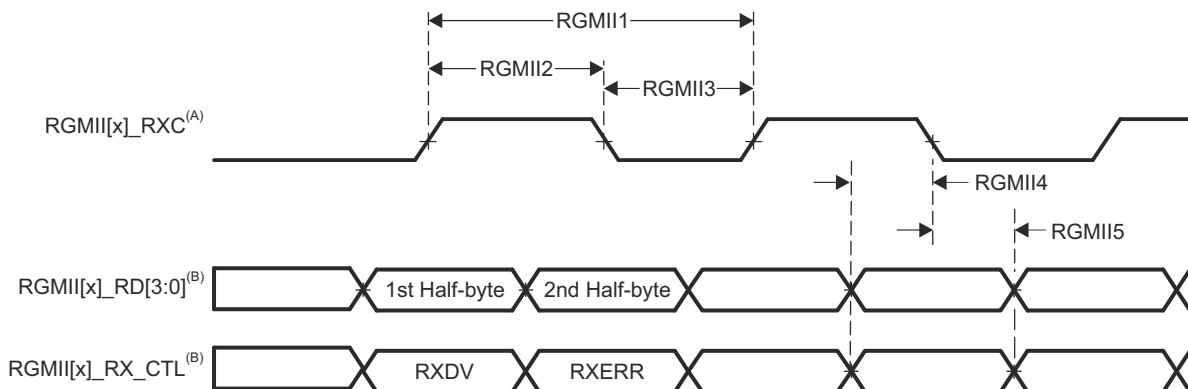 RGMII1
RGMII2
RGMII3
RGMII[x]_RXC(A)
RGMII4
RGMII5
RGMII[x]_RD[3:0](B)
1st Half-byte
2nd Half-byte
RGMII[x]_RX_CTL(B)
RXDV
RXERR